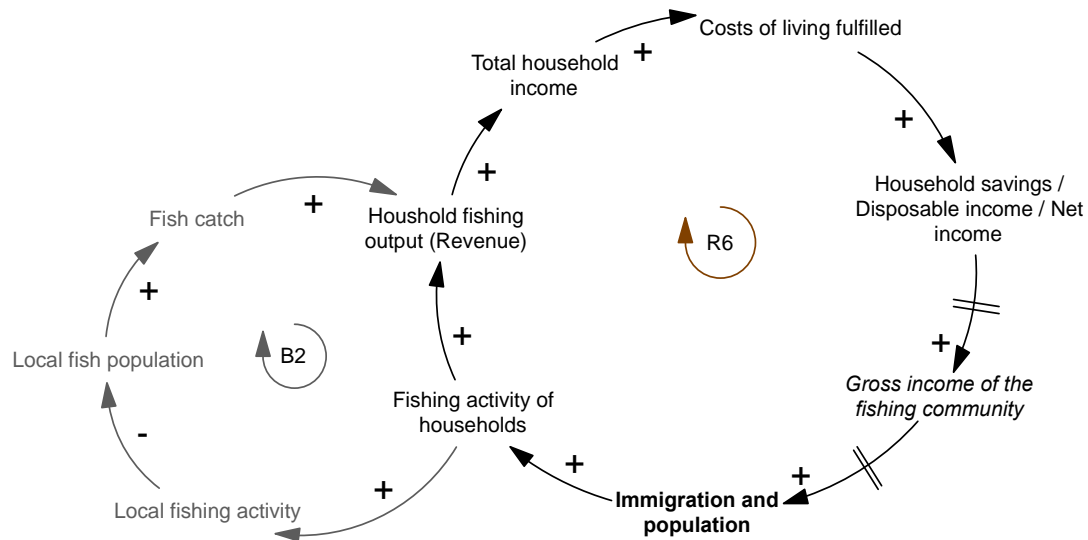 Costs of living fulfilled
+
Total household
income
+
+
Household savings /
Disposable income / Net
income
+
Fish catch
+
Houshold fishing
output (Revenue)
R6
+
Local fish population
B2
+
+
Gross income of the
fishing community
Fishing activity of
households
-
+
+
+
Local fishing activity
Immigration and
population